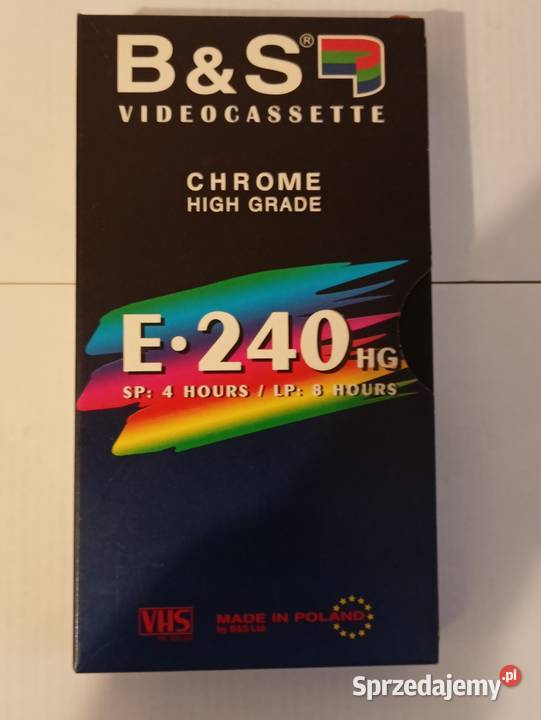 B&S®
VIDEOCASSETTE
CHROME
HIGH GRADE
E·240 HG
SP: 4 HOURS / LP: 8 HOURS
VHS
MADE IN POLAND
by B&S Ltd.
Sprzedajemy.pl